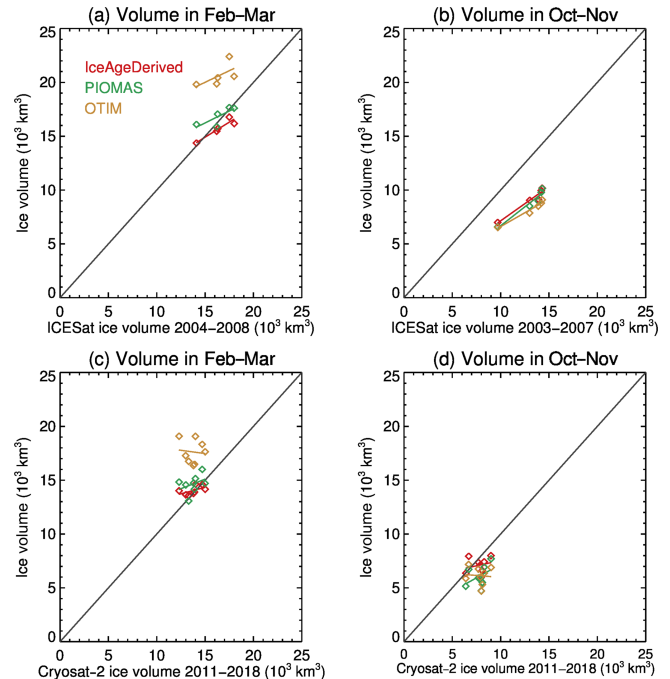 (a) Volume in Feb–Mar
25
20
15
10
5
0
Ice volume (10³ km³)
IceAgeDerived
PIOMAS
OTIM
0 5 10 15 20 25
ICESat ice volume 2004–2008 (10³ km³)
(b) Volume in Oct–Nov
25
20
15
10
5
0
Ice volume (10³ km³)
0 5 10 15 20 25
ICESat ice volume 2003–2007 (10³ km³)
(c) Volume in Feb–Mar
25
20
15
10
5
0
Ice volume (10³ km³)
0 5 10 15 20 25
Cryosat–2 ice volume 2011–2018 (10³ km³)
(d) Volume in Oct–Nov
25
20
15
10
5
0
Ice volume (10³ km³)
0 5 10 15 20 25
Cryosat–2 ice volume 2011–2018 (10³ km³)